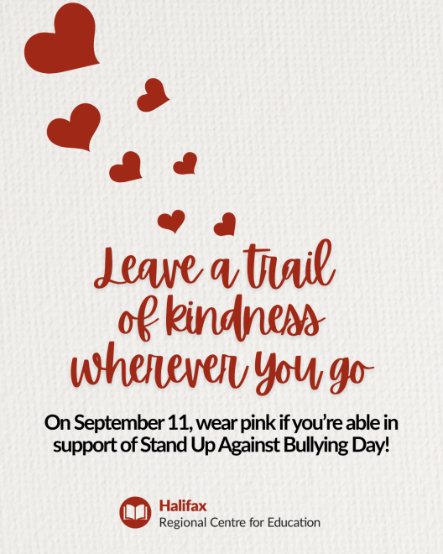 Leave a trail
of kindness
wherever you go
On September 11, wear pink if you're able in
support of Stand Up Against Bullying Day!
Halifax
Regional Centre for Education